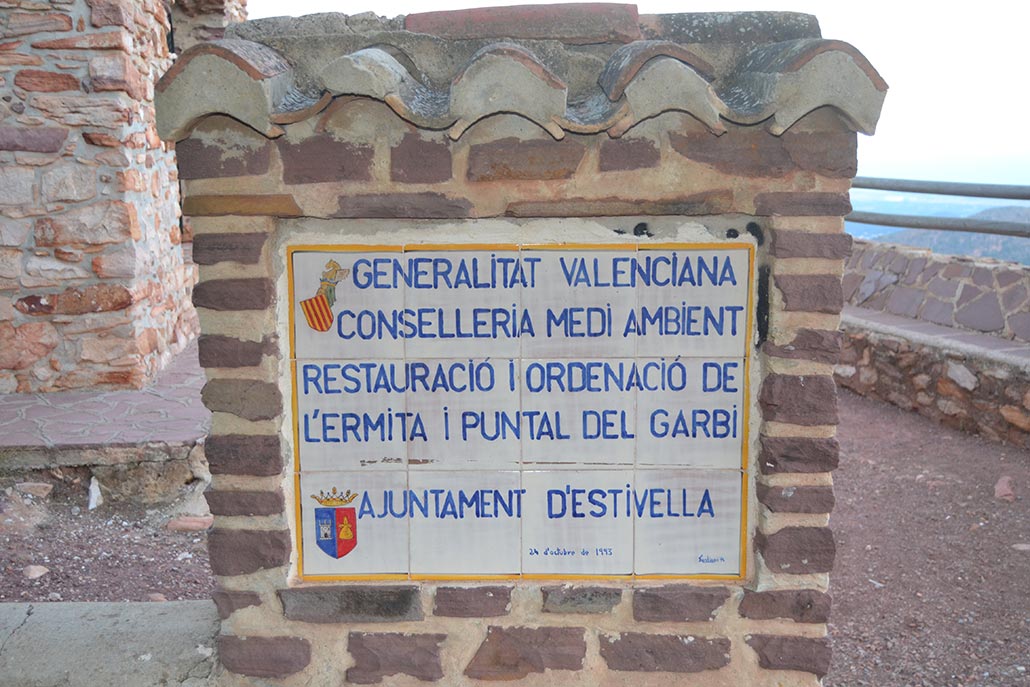 GENERALITAT VALENCIANA
CONSELLERIA MEDI AMBIENT
RESTAURACIÓ I ORDENACIÓ DE
L'ERMITA I PUNTAL DEL GARBI
AJUNTAMENT D'ESTIVELLA
24 d'octubre de 1993